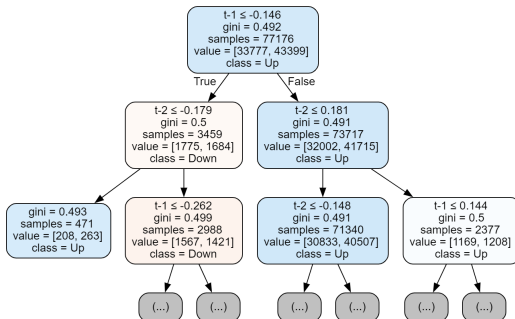 t-1 ≤ -0.146
gini = 0.492
samples = 77176
value = [33777, 43399]
class = Up
True
False
t-2 ≤ -0.179
gini = 0.5
samples = 3459
value = [1775, 1684]
class = Down
t-2 ≤ 0.181
gini = 0.491
samples = 73717
value = [32002, 41715]
class = Up
gini = 0.493
samples = 471
value = [208, 263]
class = Up
t-1 ≤ -0.262
gini = 0.499
samples = 2988
value = [1567, 1421]
class = Down
t-2 ≤ -0.148
gini = 0.491
samples = 71340
value = [30833, 40507]
class = Up
t-1 ≤ 0.144
gini = 0.5
samples = 2377
value = [1169, 1208]
class = Up
(...)
(...)
(...)
(...)
(...)
(...)